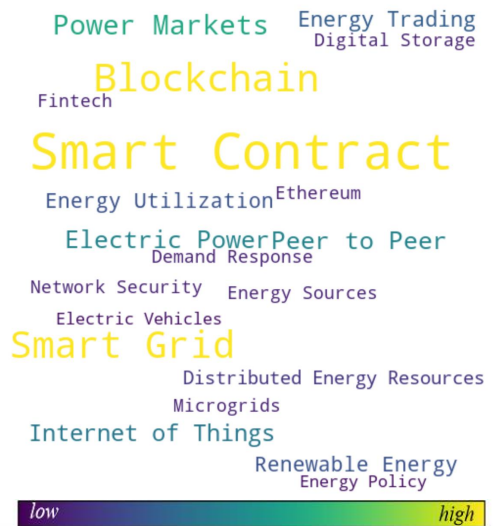 Power Markets
Energy Trading
Digital Storage
Blockchain
Fintech
Smart Contract
Ethereum
Energy Utilization
Electric Power
Peer to Peer
Demand Response
Network Security
Energy Sources
Electric Vehicles
Smart Grid
Distributed Energy Resources
Microgrids
Internet of Things
Renewable Energy
Energy Policy
low
high